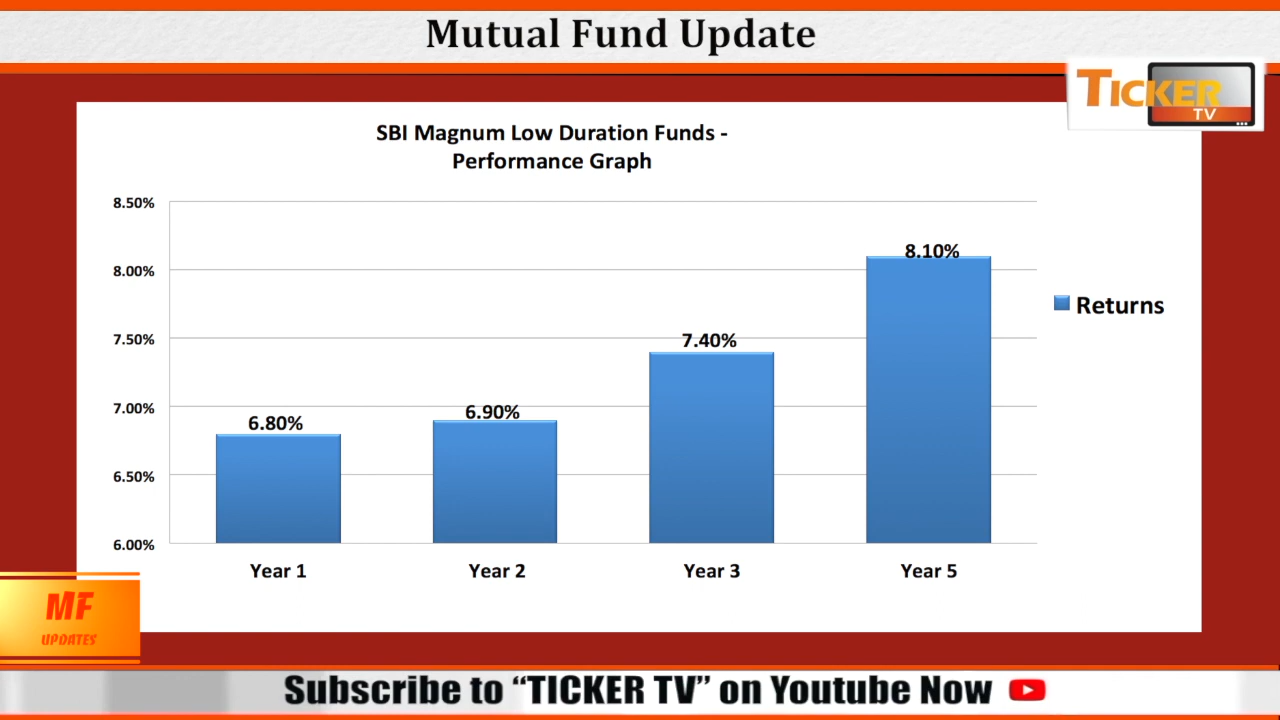 Mutual Fund Update
TICKER
TV
SBI Magnum Low Duration Funds -
Performance Graph
8.50%
8.00%
7.50%
7.00%
6.50%
6.00%
6.80%
6.90%
7.40%
8.10%
Returns
Year 1
Year 2
Year 3
Year 5
MF
UPDATES
Subscribe to “TICKER TV” on Youtube Now